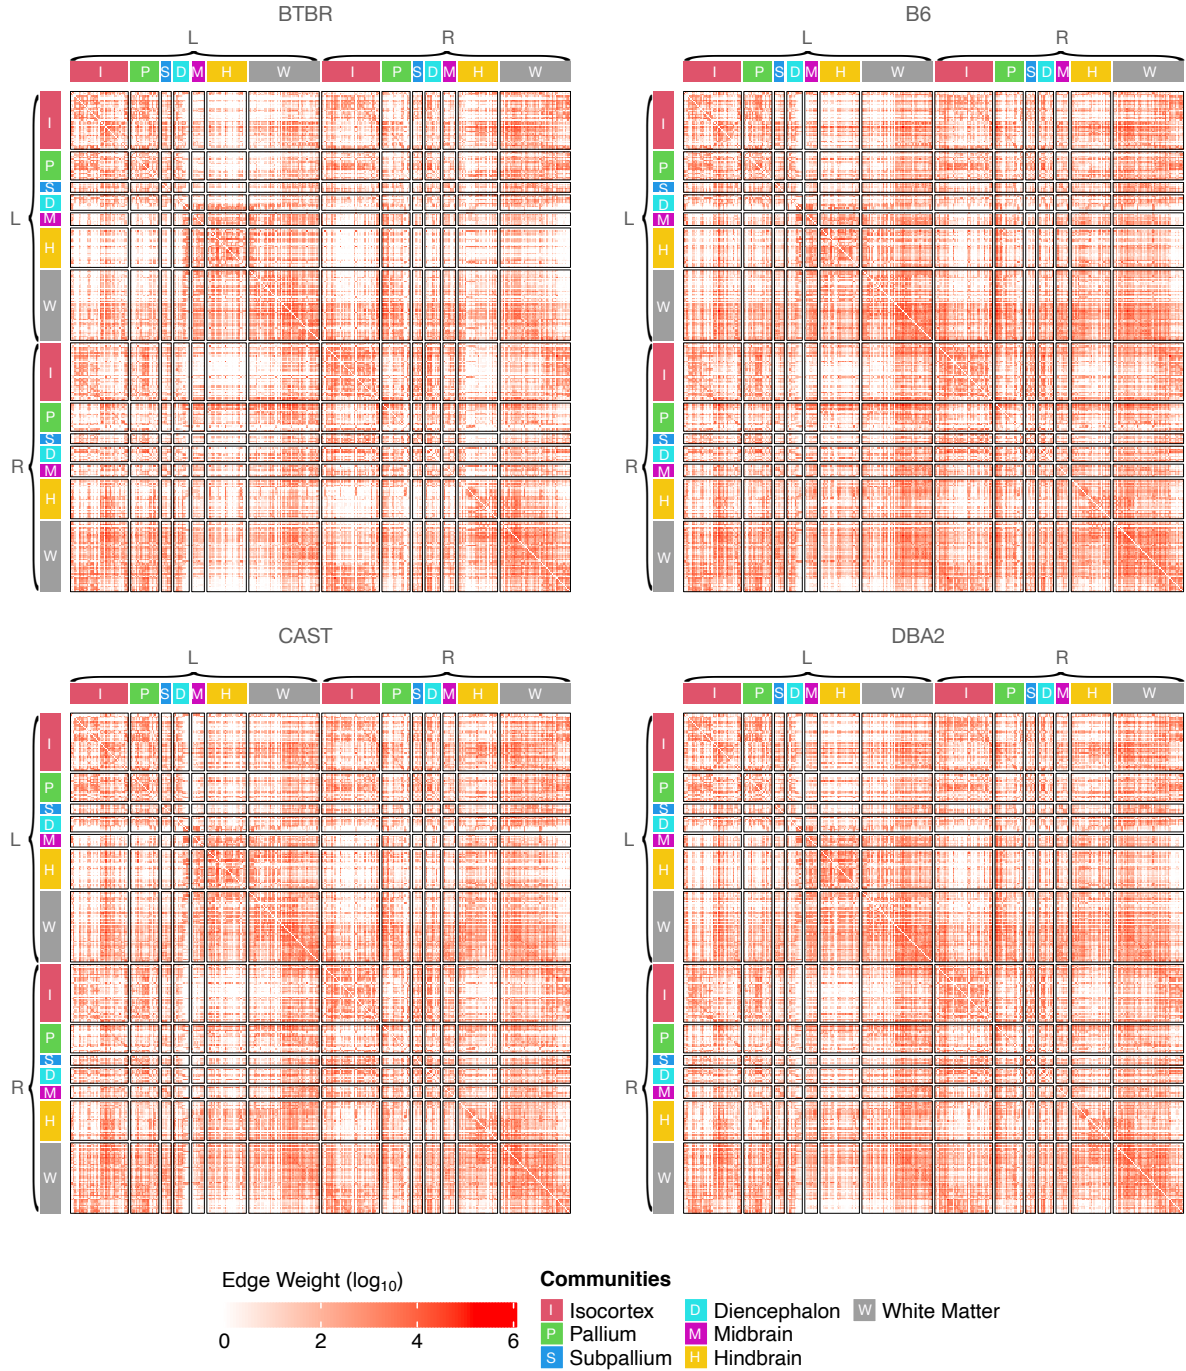 BTBR
B6
L R
L R
I P S D M H W I P S D M H W
I P S D M H W I P S D M H W
L
I
P
S
D
M
H
W
R
I
P
S
D
M
H
W
L
I
P
S
D
M
H
W
R
I
P
S
D
M
H
W
CAST
DBA2
L R
L R
I P S D M H W I P S D M H W
I P S D M H W I P S D M H W
L
I
P
S
D
M
H
W
R
I
P
S
D
M
H
W
L
I
P
S
D
M
H
W
R
I
P
S
D
M
H
W
Edge Weight (log₁₀)
0 2 4 6
Communities
I Isocortex
P Pallium
S Subpallium
D Diencephalon
M Midbrain
H Hindbrain
W White Matter